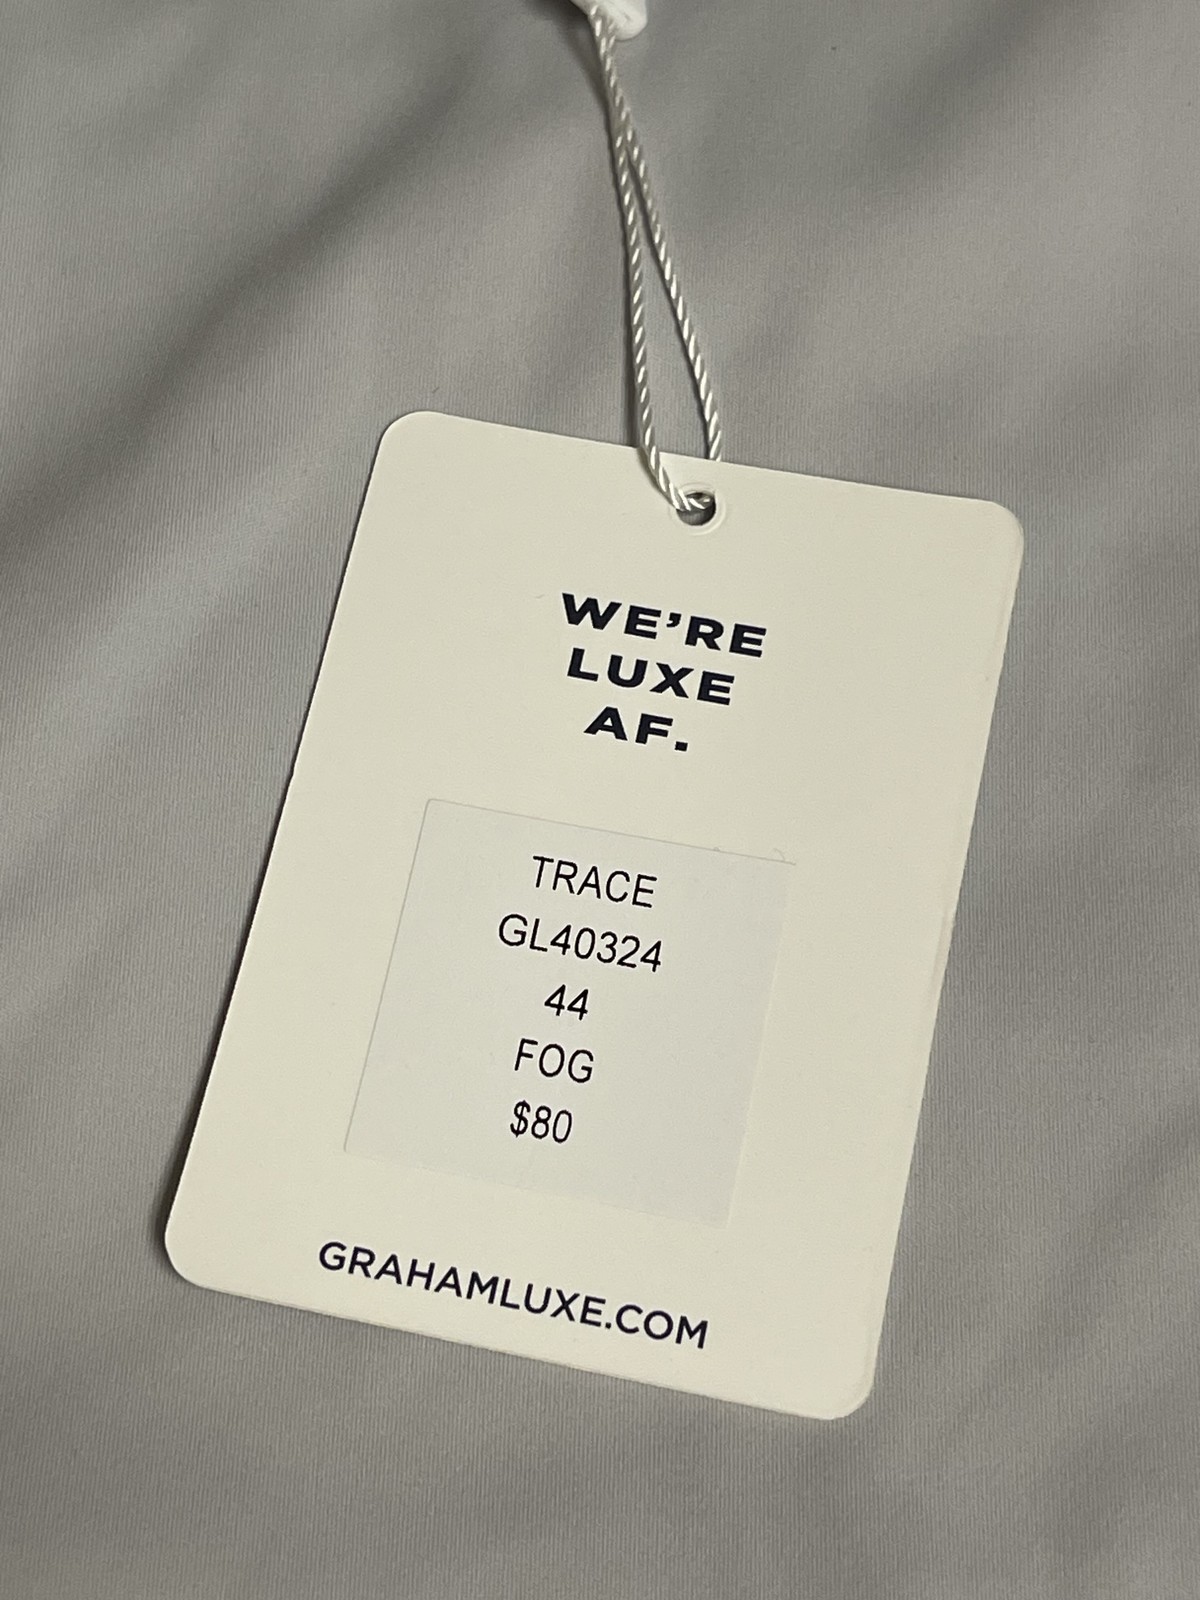 WE'RE
LUXE
AF.
TRACE
GL40324
44
FOG
$80
GRAHAMLUXE.COM